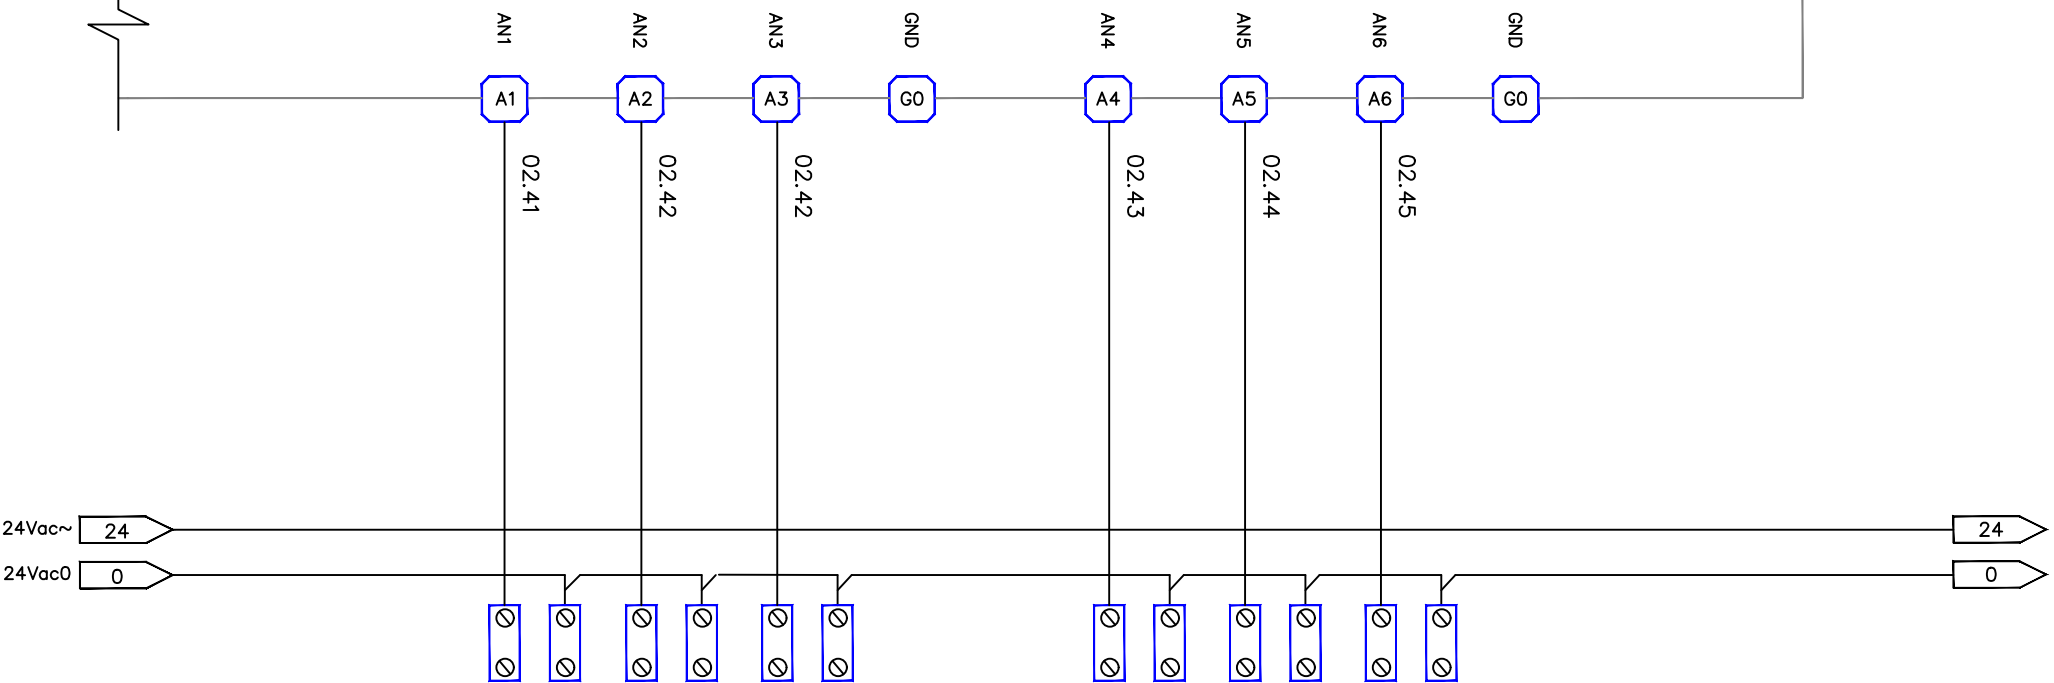 AN1 AN2 AN3 GND AN4 AN5 AN6 GND
A1 A2 A3 G0 A4 A5 A6 G0
02.41 02.42 02.42 02.43 02.44 02.45
24Vac~ 24 24
24Vac0 0 0